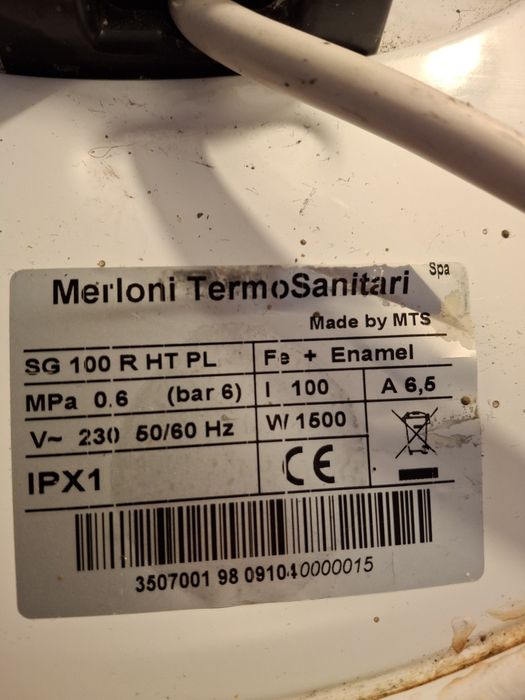 Merloni TermoSanitari Spa
Made by MTS
SG 100 R HT PL Fe + Enamel
MPa 0.6 (bar 6) l 100 A 6,5
V~ 230 50/60 Hz W 1500
IPX1 CE
3507001 98 09104 0000015